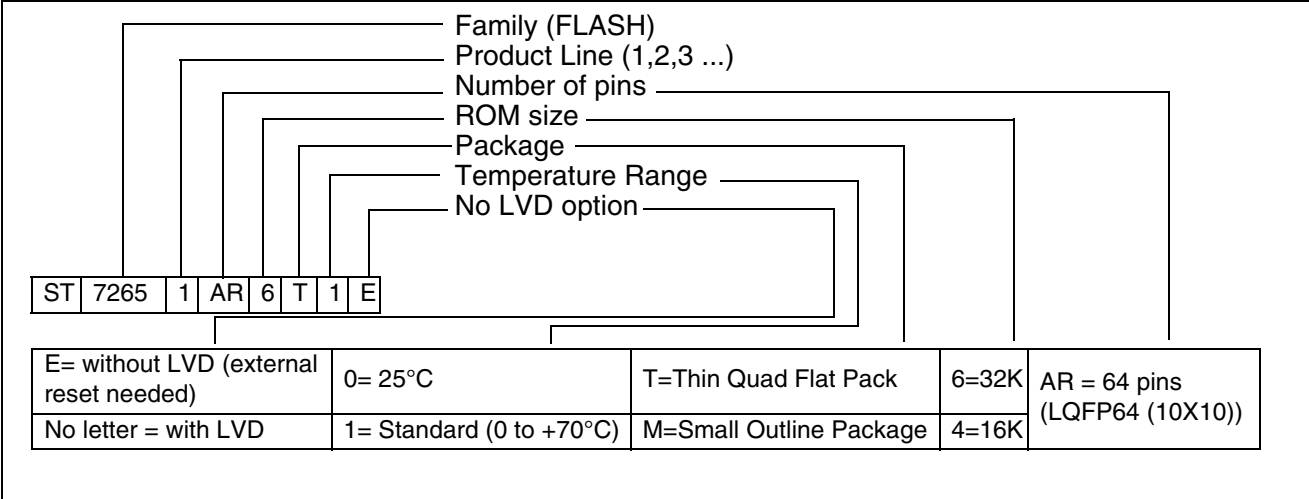 Family (FLASH)
Product Line (1,2,3 ...)
Number of pins
ROM size
Package
Temperature Range
No LVD option
ST 7265 1 AR 6 T 1 E
E= without LVD (external
reset needed)
0= 25°C
T=Thin Quad Flat Pack
6=32K
AR = 64 pins
(LQFP64 (10X10))
No letter = with LVD
1= Standard (0 to +70°C)
M=Small Outline Package
4=16K